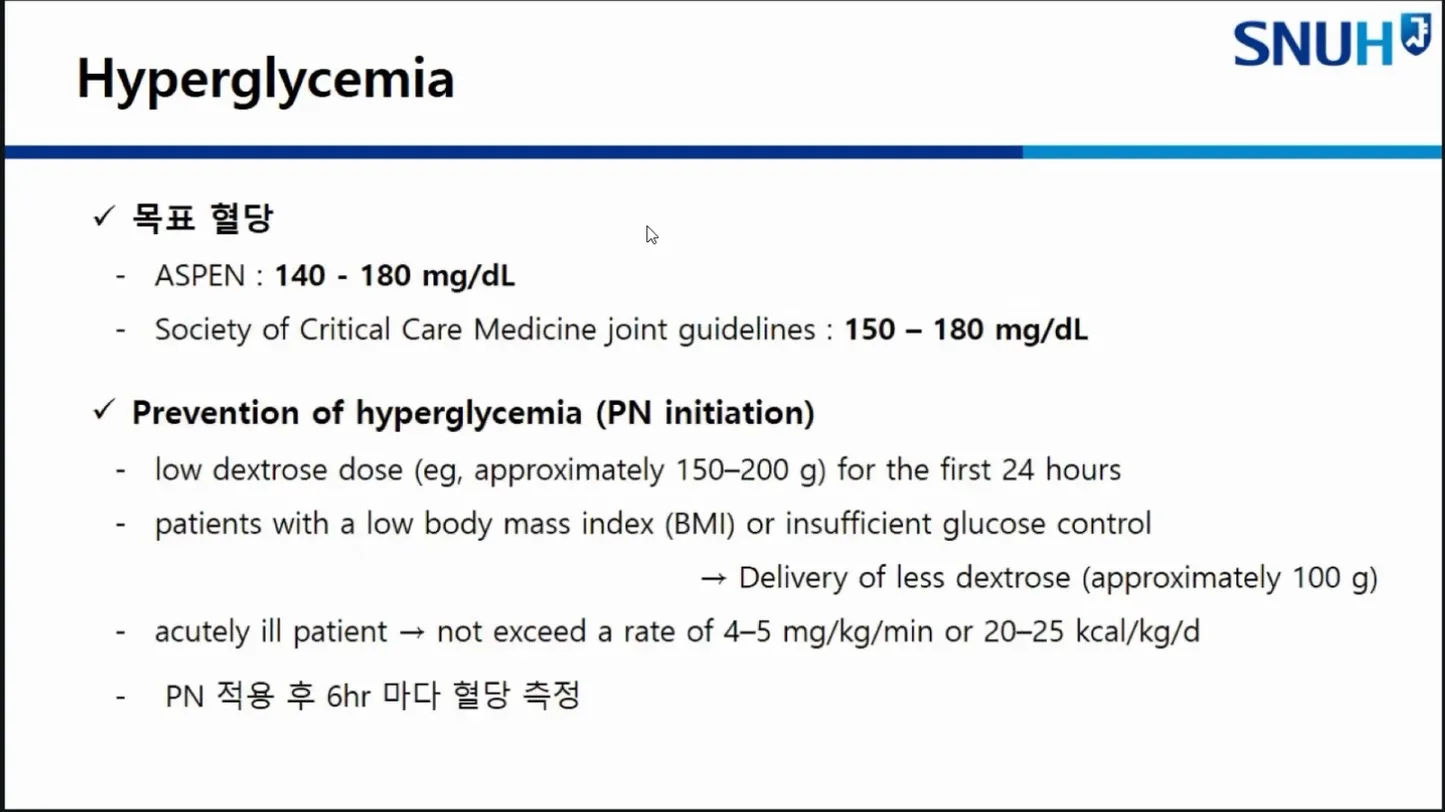 SNUH
Hyperglycemia
✓ 목표 혈당
- ASPEN : 140 - 180 mg/dL
- Society of Critical Care Medicine joint guidelines : 150 – 180 mg/dL
✓ Prevention of hyperglycemia (PN initiation)
- low dextrose dose (eg, approximately 150–200 g) for the first 24 hours
- patients with a low body mass index (BMI) or insufficient glucose control
→ Delivery of less dextrose (approximately 100 g)
- acutely ill patient → not exceed a rate of 4–5 mg/kg/min or 20–25 kcal/kg/d
- PN 적용 후 6hr 마다 혈당 측정